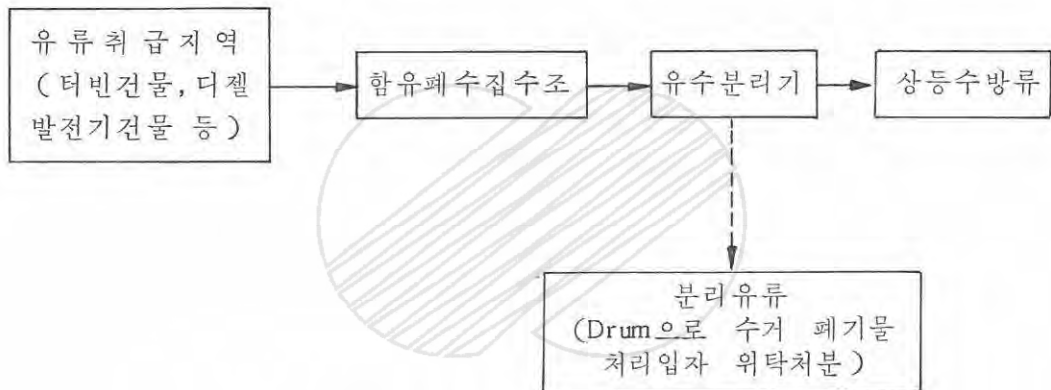 유류취급지역
(터빈건물, 디젤
발전기건물 등)
함유폐수집수조
유수분리기
상등수방류
분리유류
(Drum으로 수거 폐기물
처리입자 위탁처분)